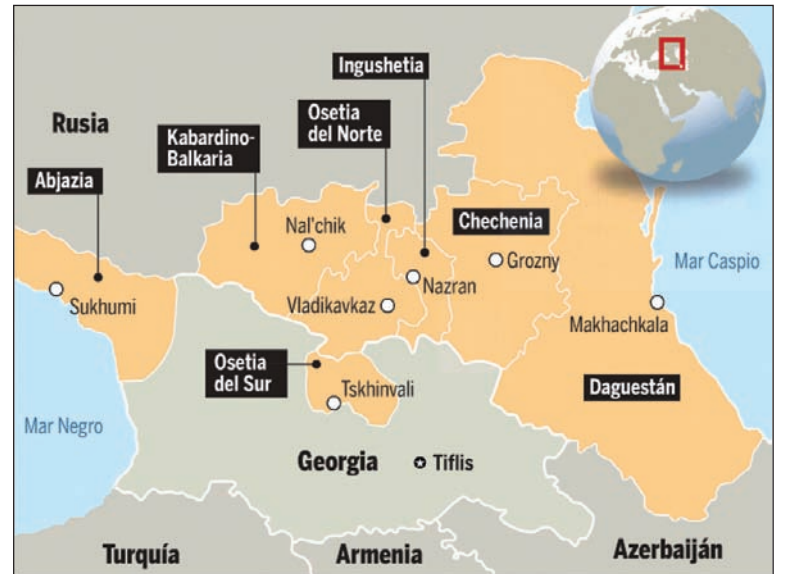 Ingushetia
Rusia
Osetia
del Norte
Kabardino-
Balkaria
Abjazia
Chechenia
Nal'chik
Grozny
Mar Caspio
Nazran
Sukhumi
Vladikavkaz
Makhachkala
Osetia
del Sur
Tskhinvali
Daguestán
Mar Negro
Georgia
Tiflis
Turquía
Armenia
Azerbaiján